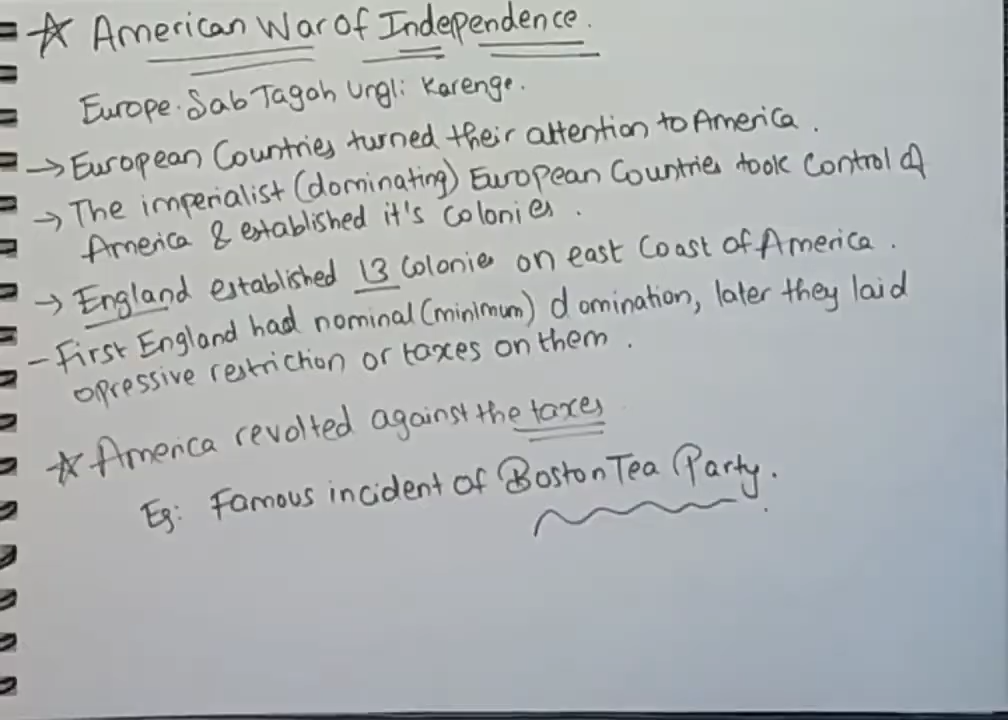 ☆ American War of Independence.
Europe. Sab Jagah Ungli Karenge.
→ European Countries turned their attention to America.
→ The imperialist (dominating) European Countries took Control of
America & established it's Colonies.
→ England established 13 Colonies on east Coast of America.
- First England had nominal (minimum) domination, later they laid
opressive restriction or taxes on them.
☆ America revolted against the taxes
Eg: Famous incident of Boston Tea Party.